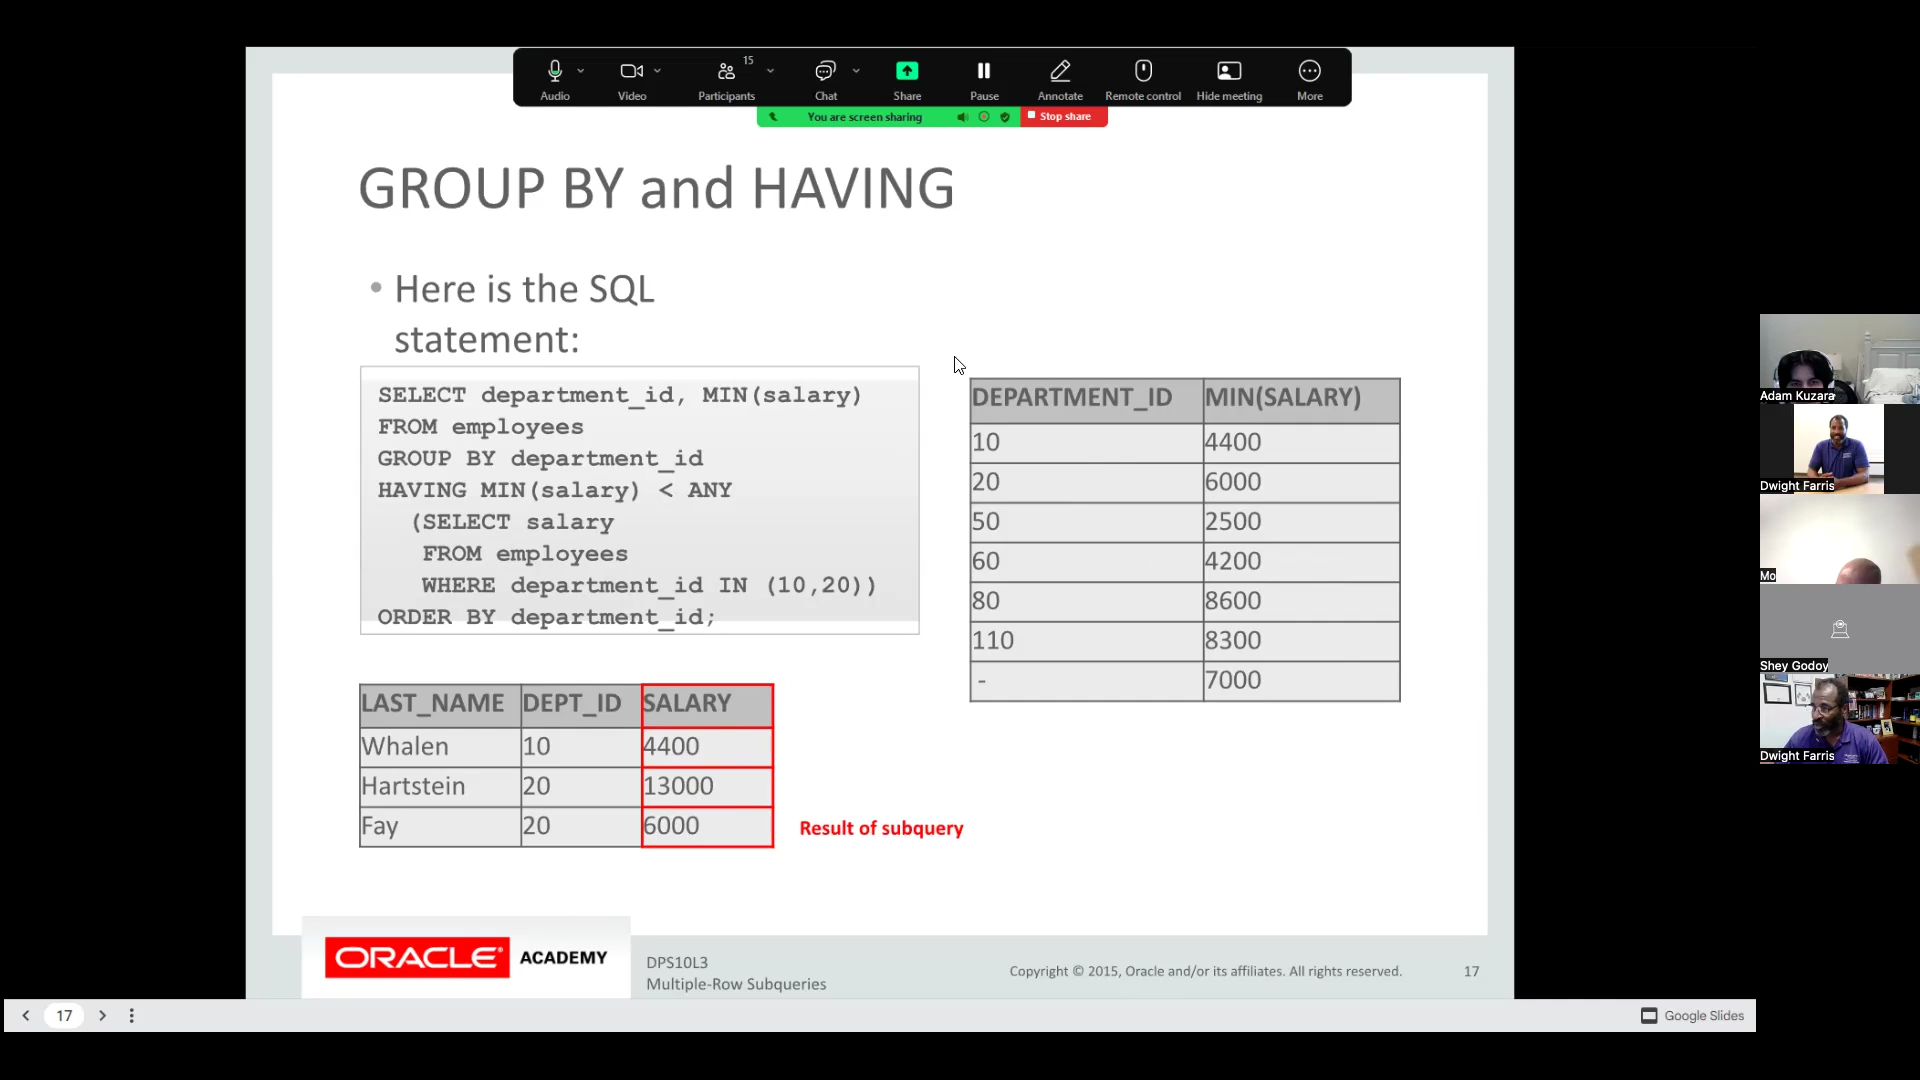 15
Audio
Video
Participants
Chat
Share
Pause
Annotate
Remote control
Hide meeting
More
You are screen sharing
Stop share
GROUP BY and HAVING
• Here is the SQL
statement:
SELECT department_id, MIN(salary)
FROM employees
GROUP BY department_id
HAVING MIN(salary) < ANY
(SELECT salary
FROM employees
WHERE department_id IN (10,20))
ORDER BY department_id;
DEPARTMENT_ID MIN(SALARY)
10 4400
20 6000
50 2500
60 4200
80 8600
110 8300
- 7000
LAST_NAME DEPT_ID SALARY
Whalen 10 4400
Hartstein 20 13000
Fay 20 6000
Result of subquery
ORACLE® ACADEMY
DPS10L3
Multiple-Row Subqueries
Copyright © 2015, Oracle and/or its affiliates. All rights reserved.
17
17
Google Slides
Adam Kuzara
Dwight Farris
Mo
Shey Godoy
Dwight Farris